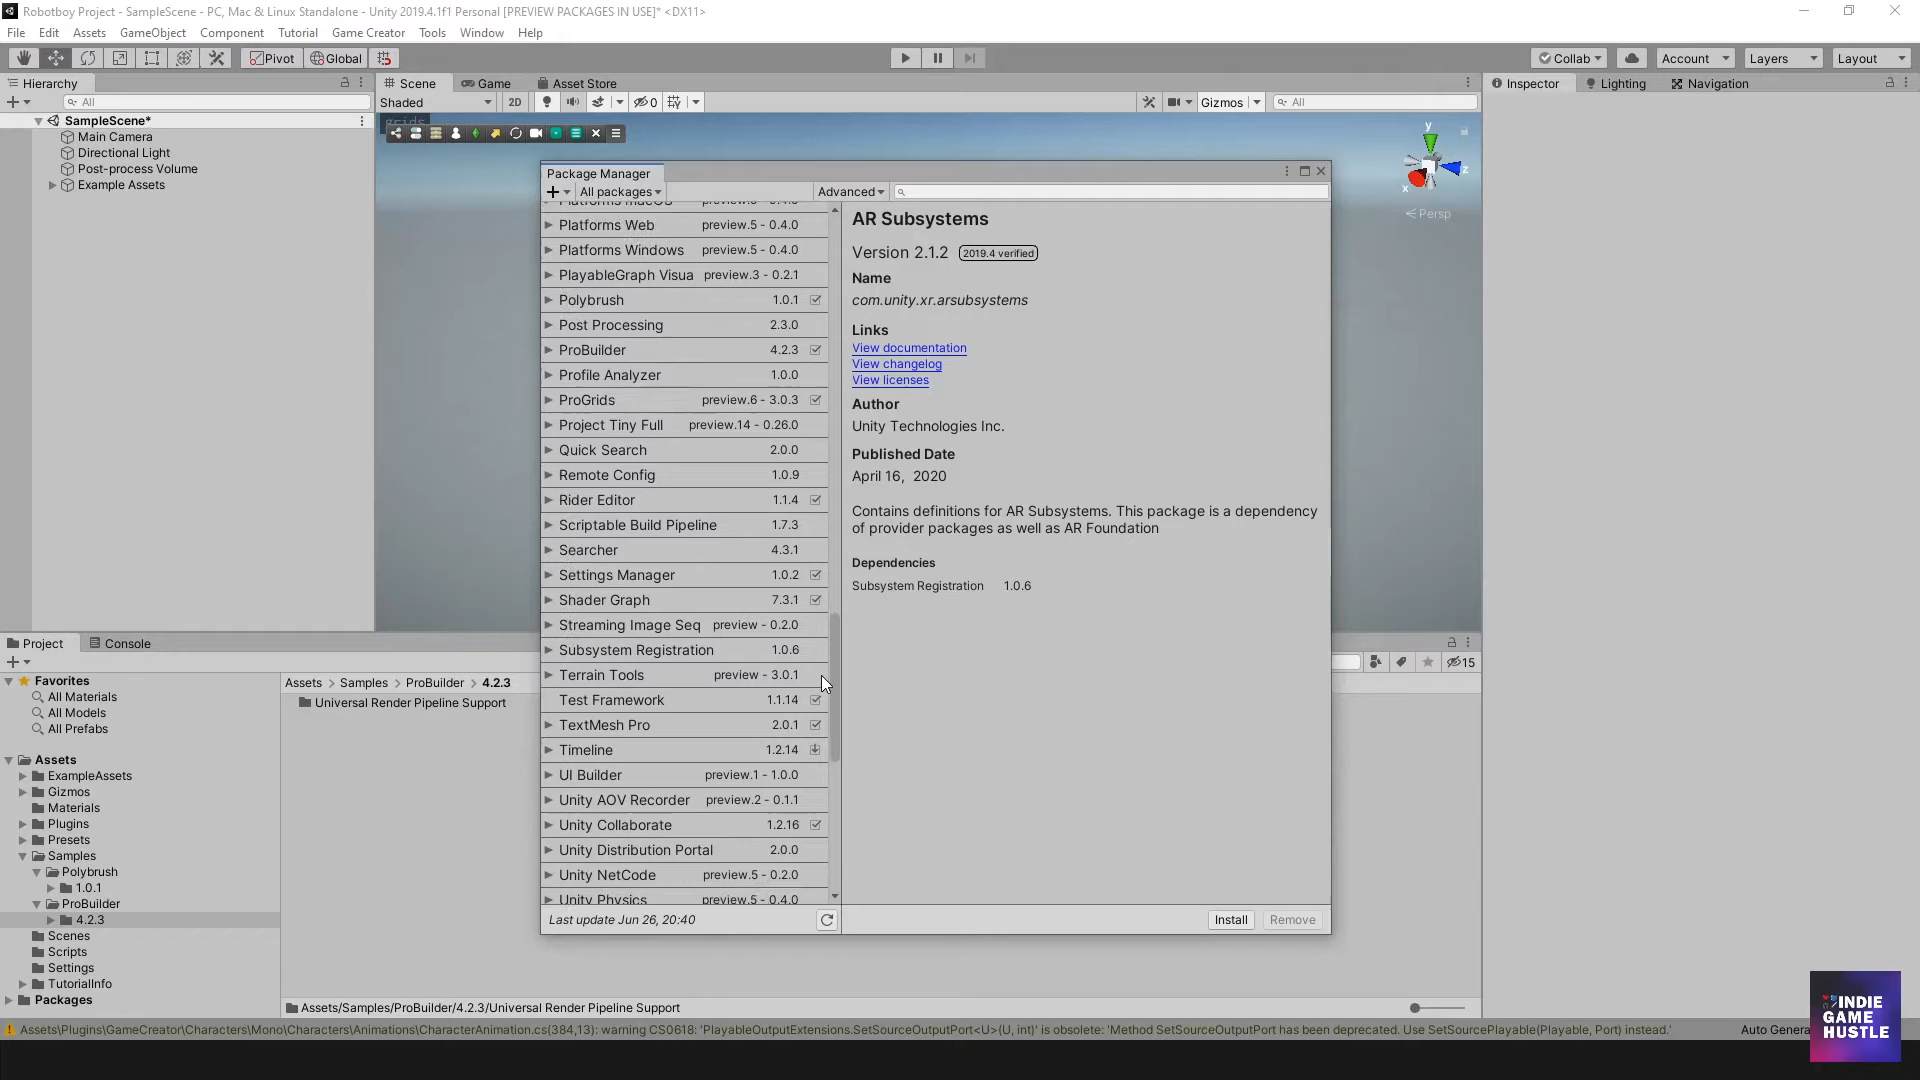 Robotboy Project - SampleScene - PC, Mac & Linux Standalone - Unity 2019.4.1f1 Personal [PREVIEW PACKAGES IN USE]* <DX11>
File Edit Assets GameObject Component Tutorial Game Creator Tools Window Help
Pivot Global Collab Account Layers Layout
Hierarchy
All
SampleScene*
Main Camera
Directional Light
Post-process Volume
Example Assets
Scene Game Asset Store
Shaded 2D 0 Gizmos All
grids
y
z
x
Persp
Inspector Lighting Navigation
Package Manager
All packages Advanced
Platforms macOS
Platforms Web preview.5 - 0.4.0
Platforms Windows preview.5 - 0.4.0
PlayableGraph Visua preview.3 - 0.2.1
Polybrush 1.0.1
Post Processing 2.3.0
ProBuilder 4.2.3
Profile Analyzer 1.0.0
ProGrids preview.6 - 3.0.3
Project Tiny Full preview.14 - 0.26.0
Quick Search 2.0.0
Remote Config 1.0.9
Rider Editor 1.1.4
Scriptable Build Pipeline 1.7.3
Searcher 4.3.1
Settings Manager 1.0.2
Shader Graph 7.3.1
Streaming Image Seq preview - 0.2.0
Subsystem Registration 1.0.6
Terrain Tools preview - 3.0.1
Test Framework 1.1.14
TextMesh Pro 2.0.1
Timeline 1.2.14
UI Builder preview.1 - 1.0.0
Unity AOV Recorder preview.2 - 0.1.1
Unity Collaborate 1.2.16
Unity Distribution Portal 2.0.0
Unity NetCode preview.5 - 0.2.0
Unity Physics preview.5 - 0.4.0
Last update Jun 26, 20:40
AR Subsystems
Version 2.1.2 2019.4 verified
Name
com.unity.xr.arsubsystems
Links
View documentation
View changelog
View licenses
Author
Unity Technologies Inc.
Published Date
April 16, 2020
Contains definitions for AR Subsystems. This package is a dependency
of provider packages as well as AR Foundation
Dependencies
Subsystem Registration 1.0.6
Install Remove
Project Console
15
Favorites
All Materials
All Models
All Prefabs
Assets
ExampleAssets
Gizmos
Materials
Plugins
Presets
Samples
Polybrush
1.0.1
ProBuilder
4.2.3
Scenes
Scripts
Settings
TutorialInfo
Packages
Assets > Samples > ProBuilder > 4.2.3
Universal Render Pipeline Support
Assets/Samples/ProBuilder/4.2.3/Universal Render Pipeline Support
Assets\Plugins\GameCreator\Characters\Mono\Characters\Animations\CharacterAnimation.cs(384,13): warning CS0618: 'PlayableOutputExtensions.SetSourceOutputPort<U>(U, int)' is obsolete: 'Method SetSourceOutputPort has been deprecated. Use SetSourcePlayable(Playable, Port) instead.'
Auto Genera
INDIE
GAME
HUSTLE